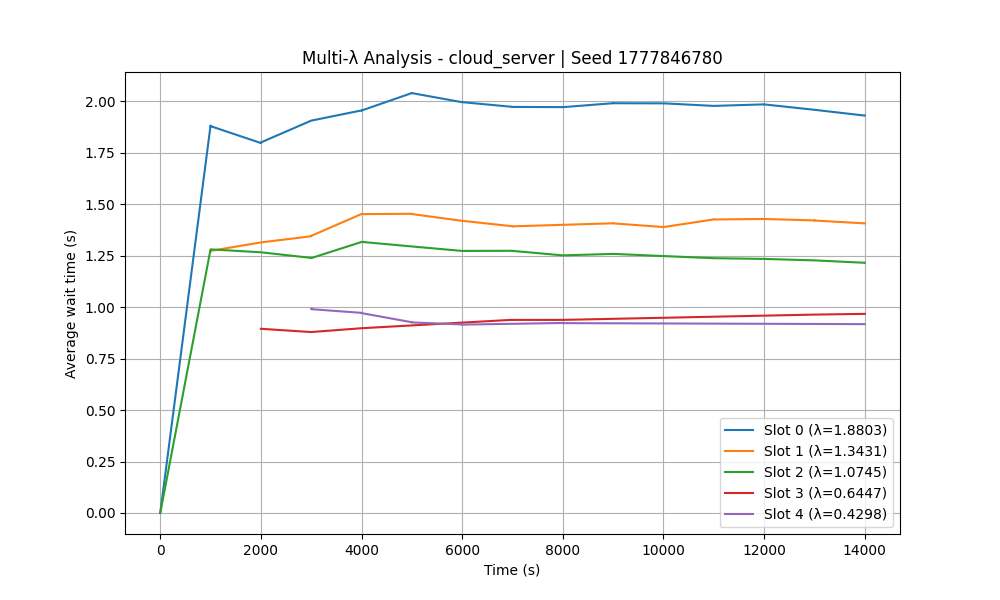 Multi-λ Analysis - cloud_server | Seed 1777846780
Average wait time (s)
2.00
1.75
1.50
1.25
1.00
0.75
0.50
0.25
0.00
Slot 0 (λ=1.8803)
Slot 1 (λ=1.3431)
Slot 2 (λ=1.0745)
Slot 3 (λ=0.6447)
Slot 4 (λ=0.4298)
0 2000 4000 6000 8000 10000 12000 14000
Time (s)